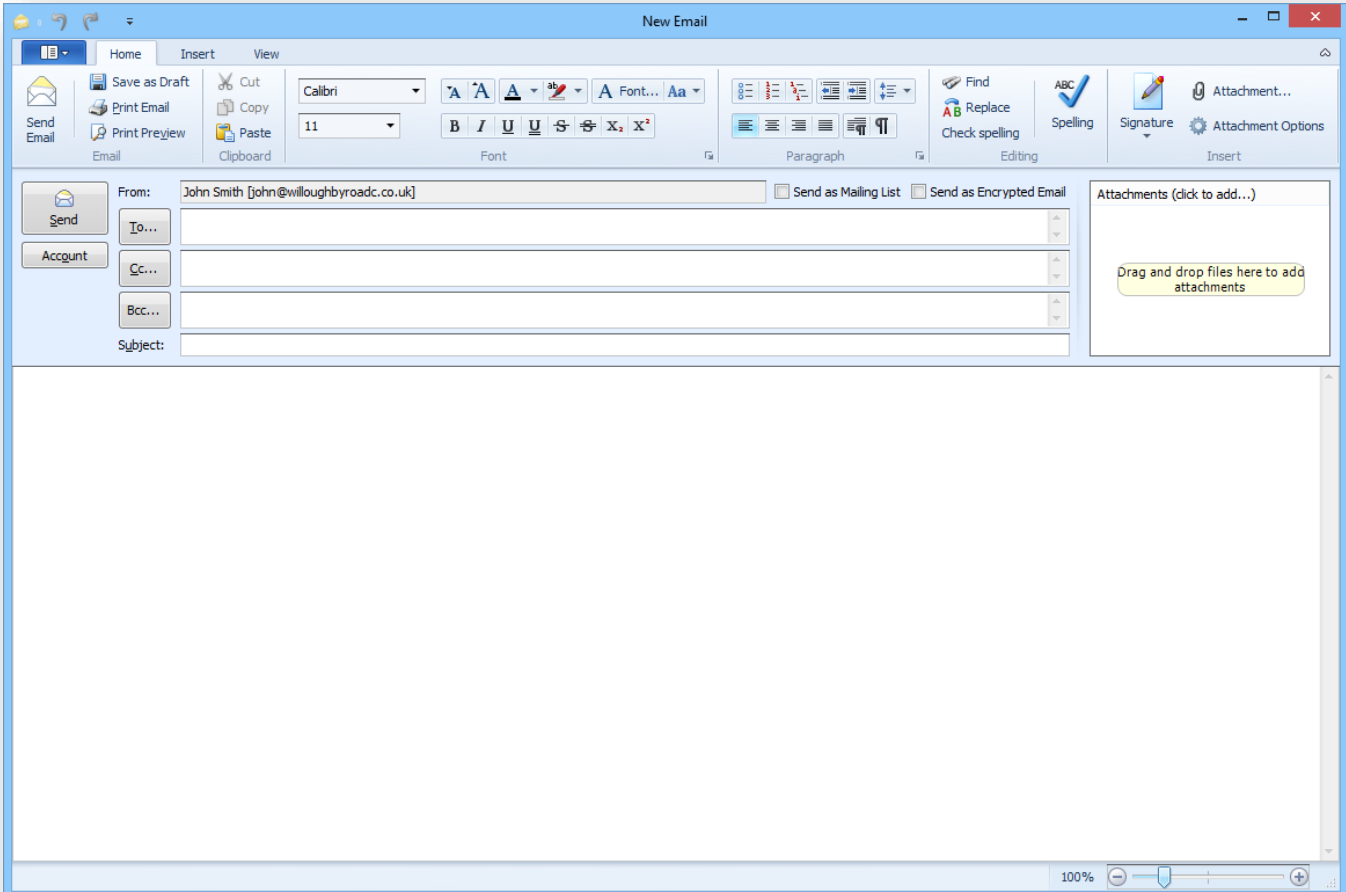 New Email
Home Insert View
Send Email
Save as Draft
Print Email
Print Preview
Email
Cut
Copy
Paste
Clipboard
Calibri
11
A A A ab A Font... Aa
B I U U S S X₂ X²
Font
Paragraph
Find
AB Replace
Check spelling
Editing
ABC
Spelling
Signature
Attachment...
Attachment Options
Insert
Send
Account
From: John Smith [john@willoughbyroadc.co.uk] Send as Mailing List Send as Encrypted Email
To...
Cc...
Bcc...
Subject:
Attachments (click to add...)
Drag and drop files here to add
attachments
100%